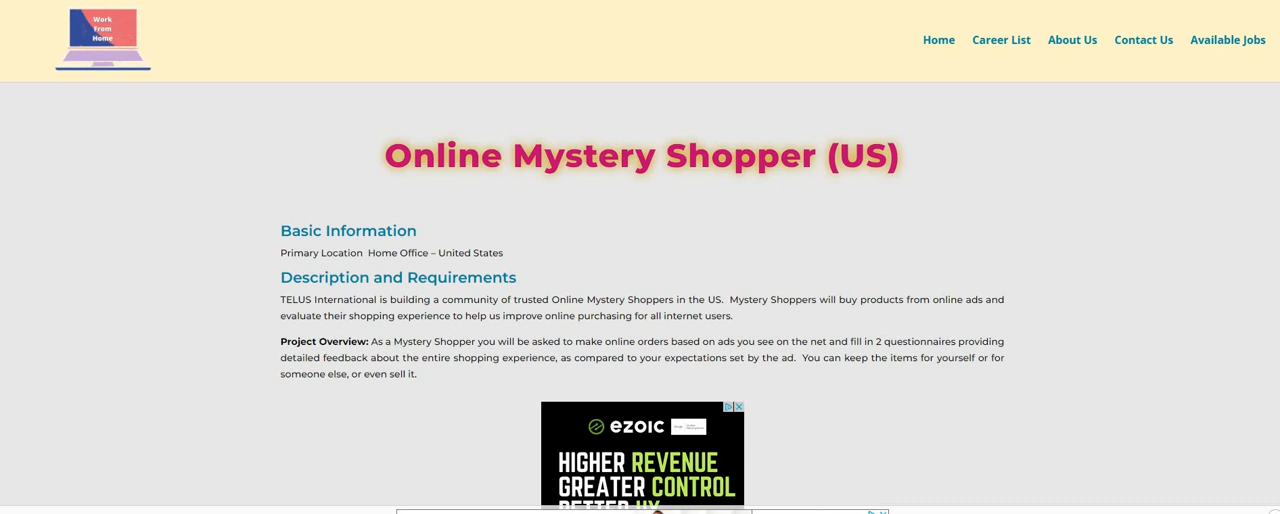 Work
From
Home
Home Career List About Us Contact Us Available Jobs
Online Mystery Shopper (US)
Basic Information
Primary Location Home Office – United States
Description and Requirements
TELUS International is building a community of trusted Online Mystery Shoppers in the US. Mystery Shoppers will buy products from online ads and
evaluate their shopping experience to help us improve online purchasing for all internet users.
Project Overview: As a Mystery Shopper you will be asked to make online orders based on ads you see on the net and fill in 2 questionnaires providing
detailed feedback about the entire shopping experience, as compared to your expectations set by the ad. You can keep the items for yourself or for
someone else, or even sell it.
ezoic
HIGHER REVENUE
GREATER CONTROL
BETTER UX